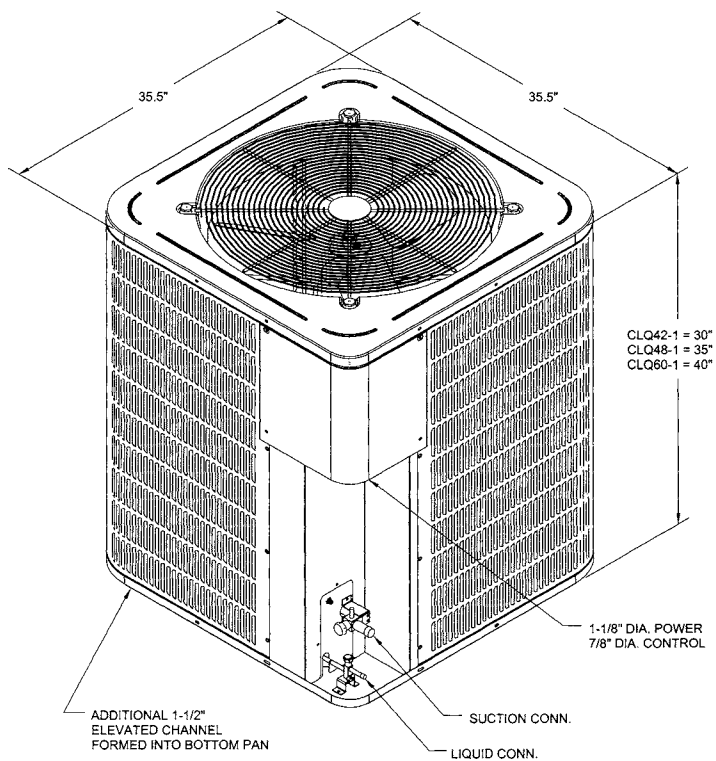 35.5"
35.5"
CLQ42-1 = 30"
CLQ48-1 = 35"
CLQ60-1 = 40"
1-1/8" DIA. POWER
7/8" DIA. CONTROL
ADDITIONAL 1-1/2"
ELEVATED CHANNEL
FORMED INTO BOTTOM PAN
SUCTION CONN.
LIQUID CONN.